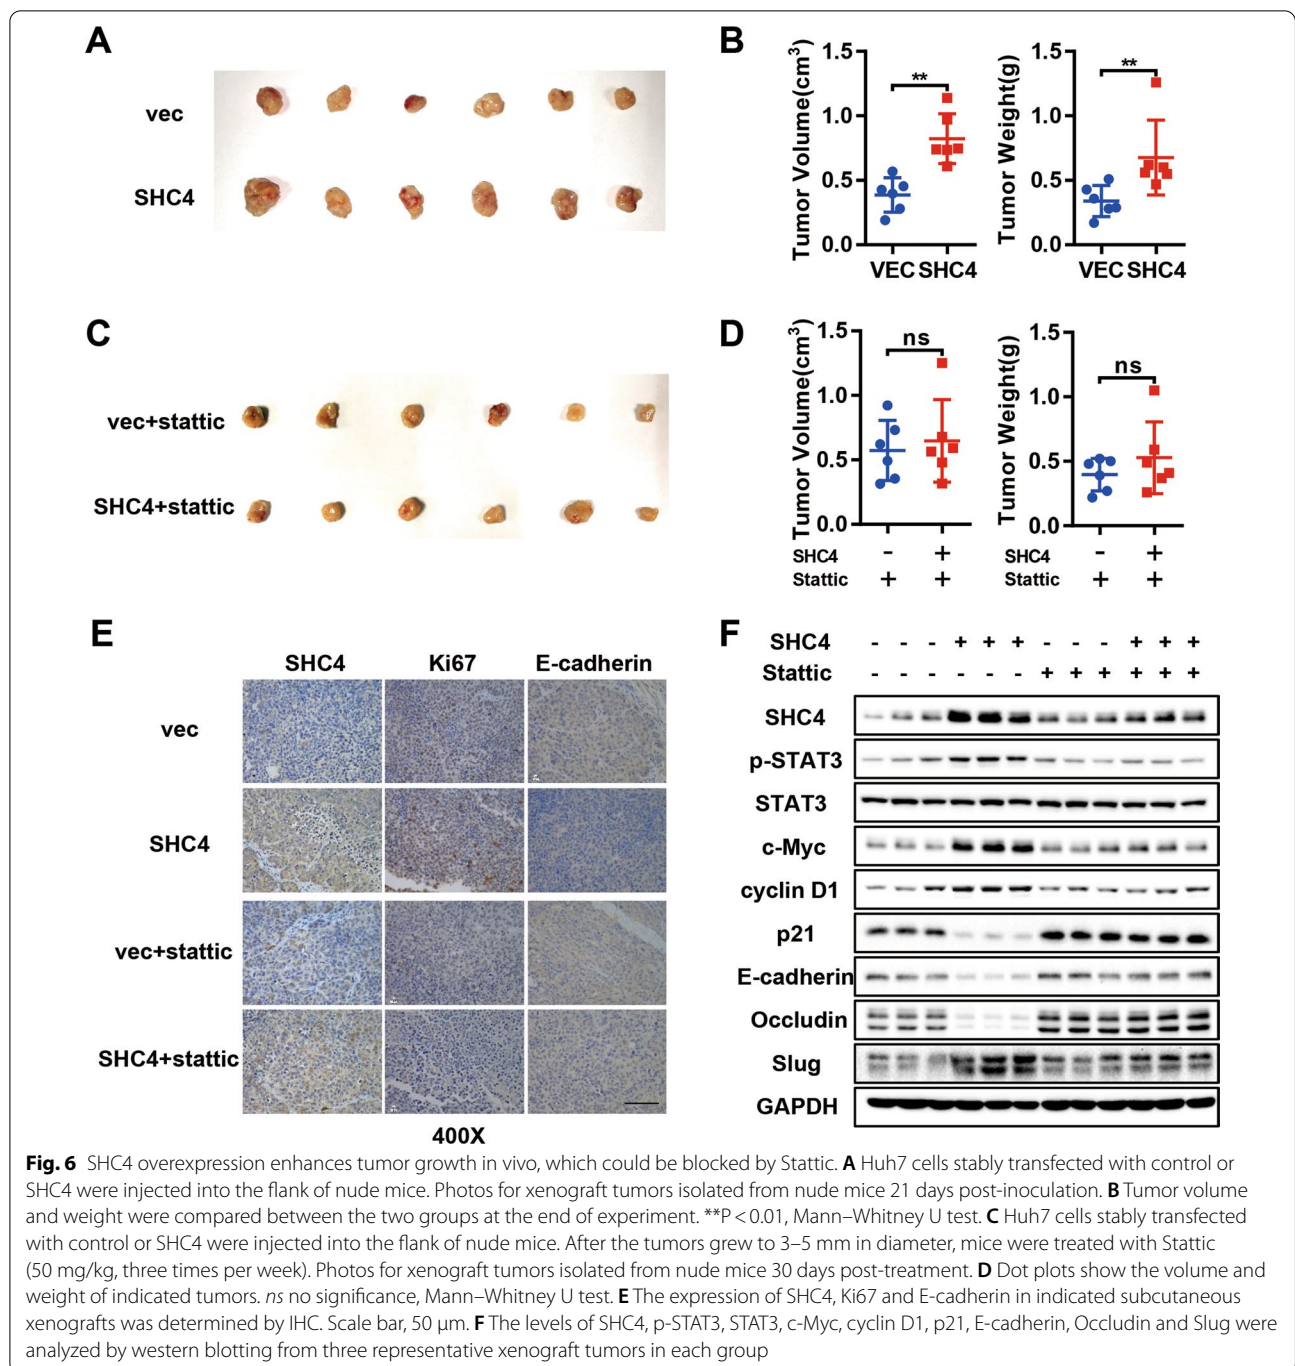 A
vec
SHC4
B
Tumor Volume(cm3)
1.5
1.0
0.5
0.0
**
VEC SHC4
Tumor Weight(g)
1.5
1.0
0.5
0.0
**
VEC SHC4
C
vec+stattic
SHC4+stattic
D
Tumor Volume(cm3)
1.5
1.0
0.5
0.0
ns
SHC4 - +
Stattic + +
Tumor Weight(g)
1.5
1.0
0.5
0.0
ns
SHC4 - +
Stattic + +
E
SHC4 Ki67 E-cadherin
vec
SHC4
vec+stattic
SHC4+stattic
400X
F
SHC4 - - - + + + - - - + + +
Stattic - - - - - - + + + + + +
SHC4
p-STAT3
STAT3
c-Myc
cyclin D1
p21
E-cadherin
Occludin
Slug
GAPDH
Fig. 6 SHC4 overexpression enhances tumor growth in vivo, which could be blocked by Stattic. A Huh7 cells stably transfected with control or
SHC4 were injected into the flank of nude mice. Photos for xenograft tumors isolated from nude mice 21 days post-inoculation. B Tumor volume
and weight were compared between the two groups at the end of experiment. **P < 0.01, Mann–Whitney U test. C Huh7 cells stably transfected
with control or SHC4 were injected into the flank of nude mice. After the tumors grew to 3–5 mm in diameter, mice were treated with Stattic
(50 mg/kg, three times per week). Photos for xenograft tumors isolated from nude mice 30 days post-treatment. D Dot plots show the volume and
weight of indicated tumors. ns no significance, Mann–Whitney U test. E The expression of SHC4, Ki67 and E-cadherin in indicated subcutaneous
xenografts was determined by IHC. Scale bar, 50 μm. F The levels of SHC4, p-STAT3, STAT3, c-Myc, cyclin D1, p21, E-cadherin, Occludin and Slug were
analyzed by western blotting from three representative xenograft tumors in each group